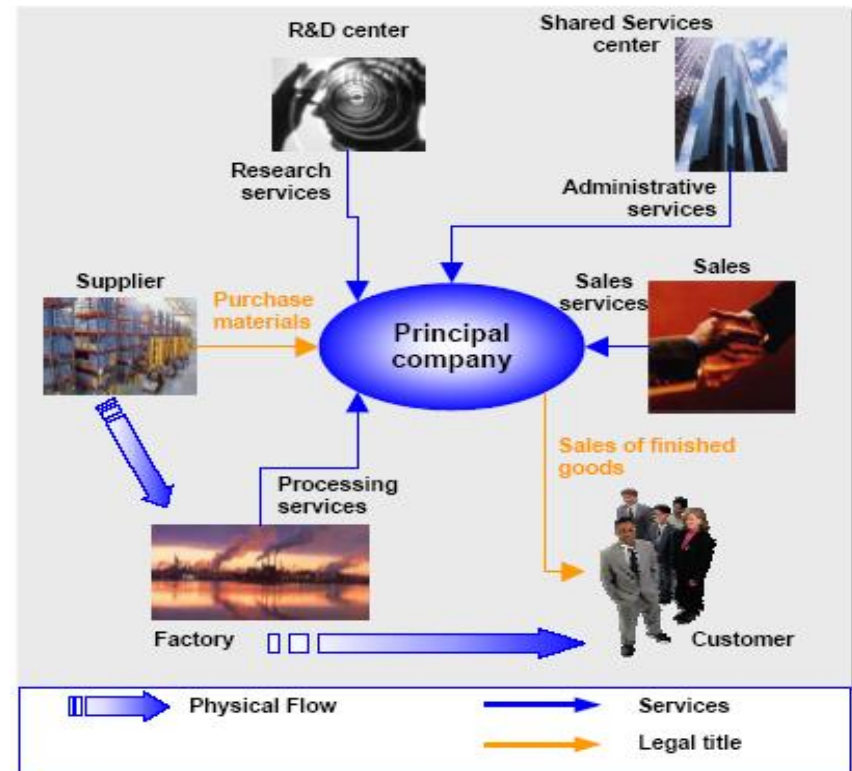 R&D center
Shared Services
center
Research
services
Administrative
services
Supplier
Purchase
materials
Sales
services
Sales
Principal
company
Sales of finished
goods
Processing
services
Factory
Customer
Physical Flow
Services
Legal title